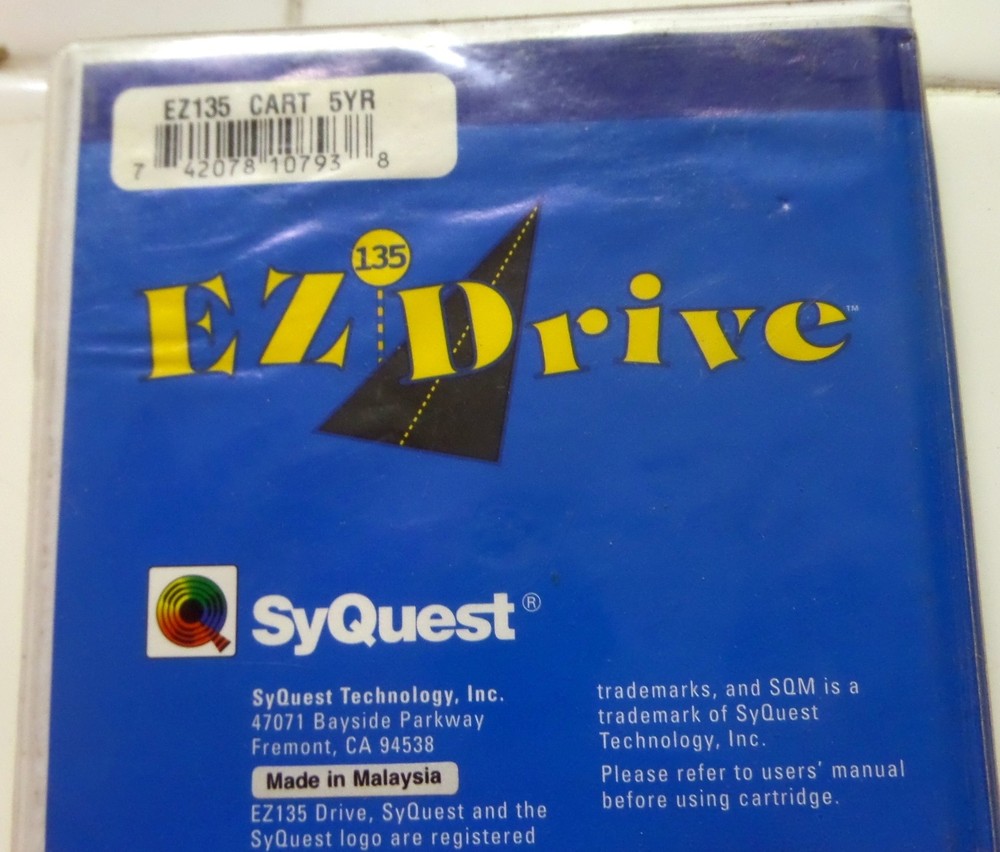 EZ135 CART 5YR
7 42078 10793 8
135
EZ Drive™
SyQuest®
SyQuest Technology, Inc.
47071 Bayside Parkway
Fremont, CA 94538
Made in Malaysia
EZ135 Drive, SyQuest and the
SyQuest logo are registered
trademarks, and SQM is a
trademark of SyQuest
Technology, Inc.
Please refer to users' manual
before using cartridge.